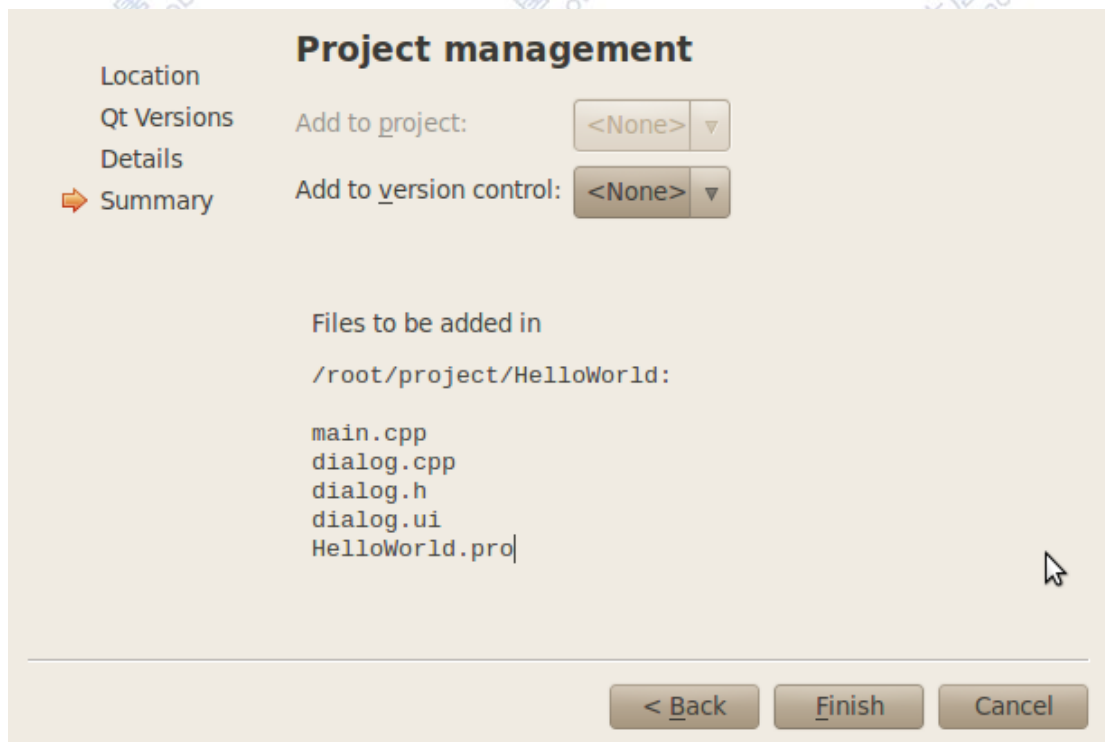 Project management
Location
Qt Versions
Details
Summary
Add to project:
<None>
Add to version control:
<None>
Files to be added in
/root/project/HelloWorld:
main.cpp
dialog.cpp
dialog.h
dialog.ui
HelloWorld.pro
< Back
Finish
Cancel